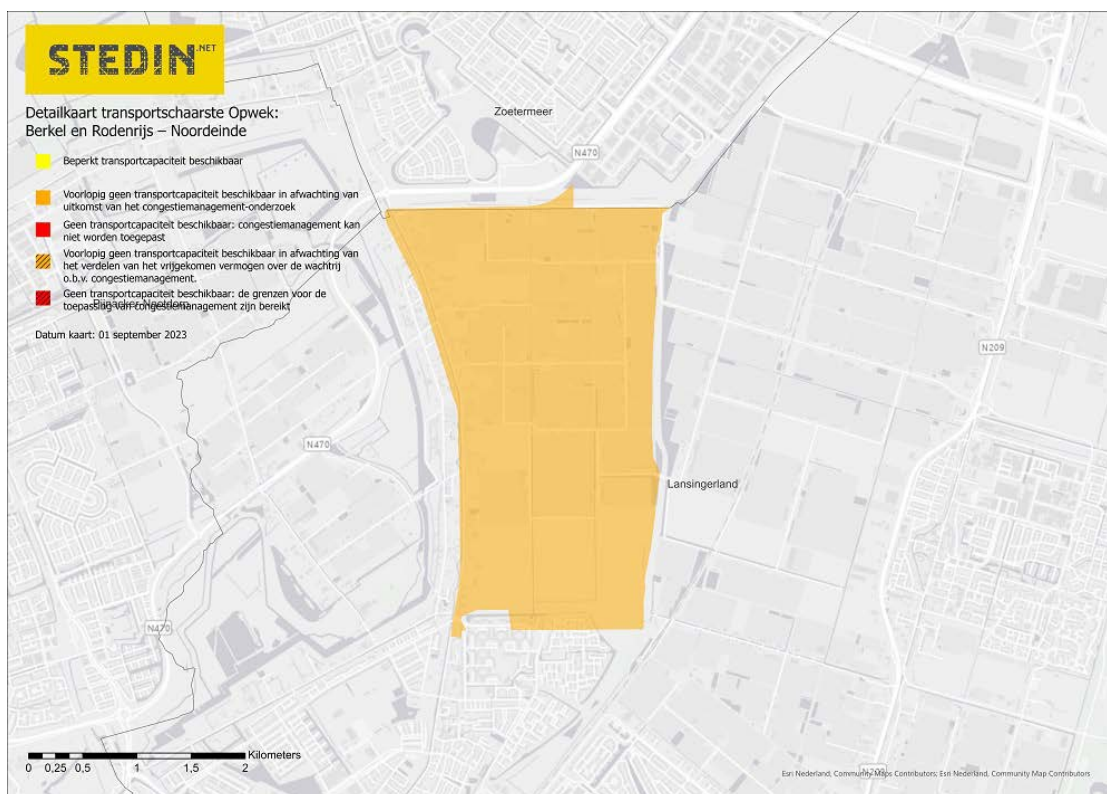 STEDIN.NET
Detailkaart transportschaarste Opwek:
Berkel en Rodenrijs – Noordeinde
Beperkt transportcapaciteit beschikbaar
Voorlopig geen transportcapaciteit beschikbaar in afwachting van
uitkomst van het congestiemanagement-onderzoek
Geen transportcapaciteit beschikbaar: congestiemanagement kan
niet worden toegepast
Voorlopig geen transportcapaciteit beschikbaar in afwachting van
het verdelen van het vrijgekomen vermogen over de wachtrij
o.b.v. congestiemanagement.
Geen transportcapaciteit beschikbaar: de grenzen voor de
toepassing van congestiemanagement zijn bereikt
Pijnacker-Nootdorp
Datum kaart: 01 september 2023
Zoetermeer
N470
N209
N470
Lansingerland
N470
N209
Kilometers
0 0,25 0,5 1 1,5 2
Esri Nederland, Community Maps Contributors; Esri Nederland, Community Map Contributors